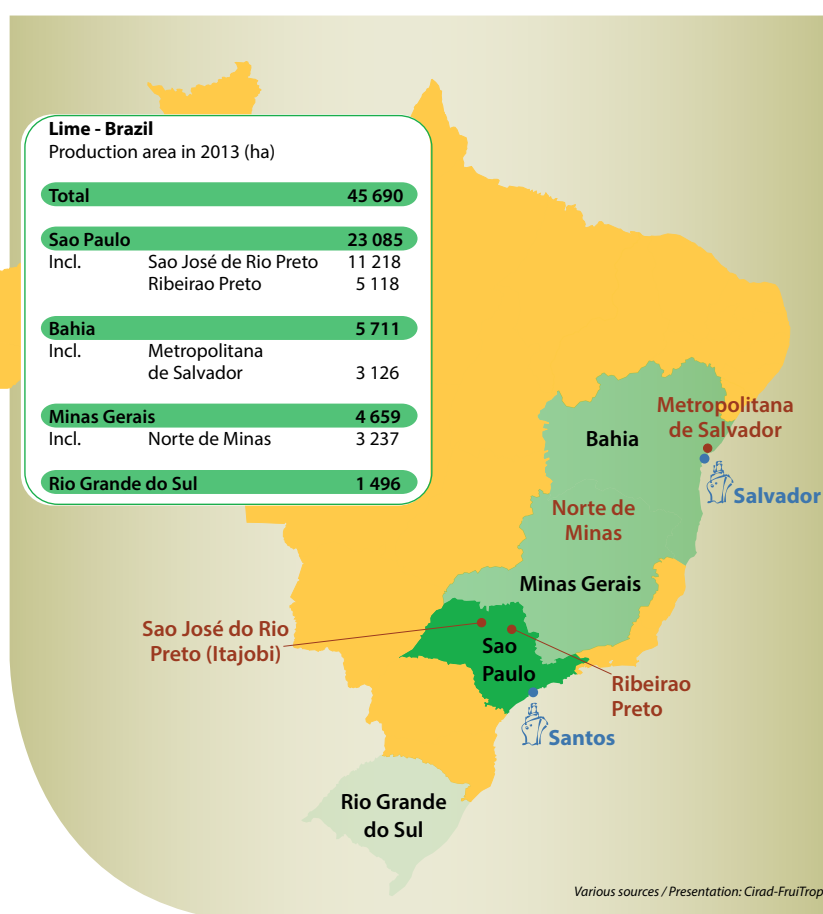 Lime - Brazil
Production area in 2013 (ha)
Total 45 690
Sao Paulo 23 085
Incl. Sao José de Rio Preto 11 218
Ribeirao Preto 5 118
Bahia 5 711
Incl. Metropolitana
de Salvador 3 126
Minas Gerais 4 659
Incl. Norte de Minas 3 237
Rio Grande do Sul 1 496
Metropolitana
de Salvador
Bahia
Salvador
Norte de
Minas
Minas Gerais
Sao José do Rio
Preto (Itajobi)
Sao
Paulo
Ribeirao
Preto
Santos
Rio Grande
do Sul
Various sources / Presentation: Cirad-FruiTrop